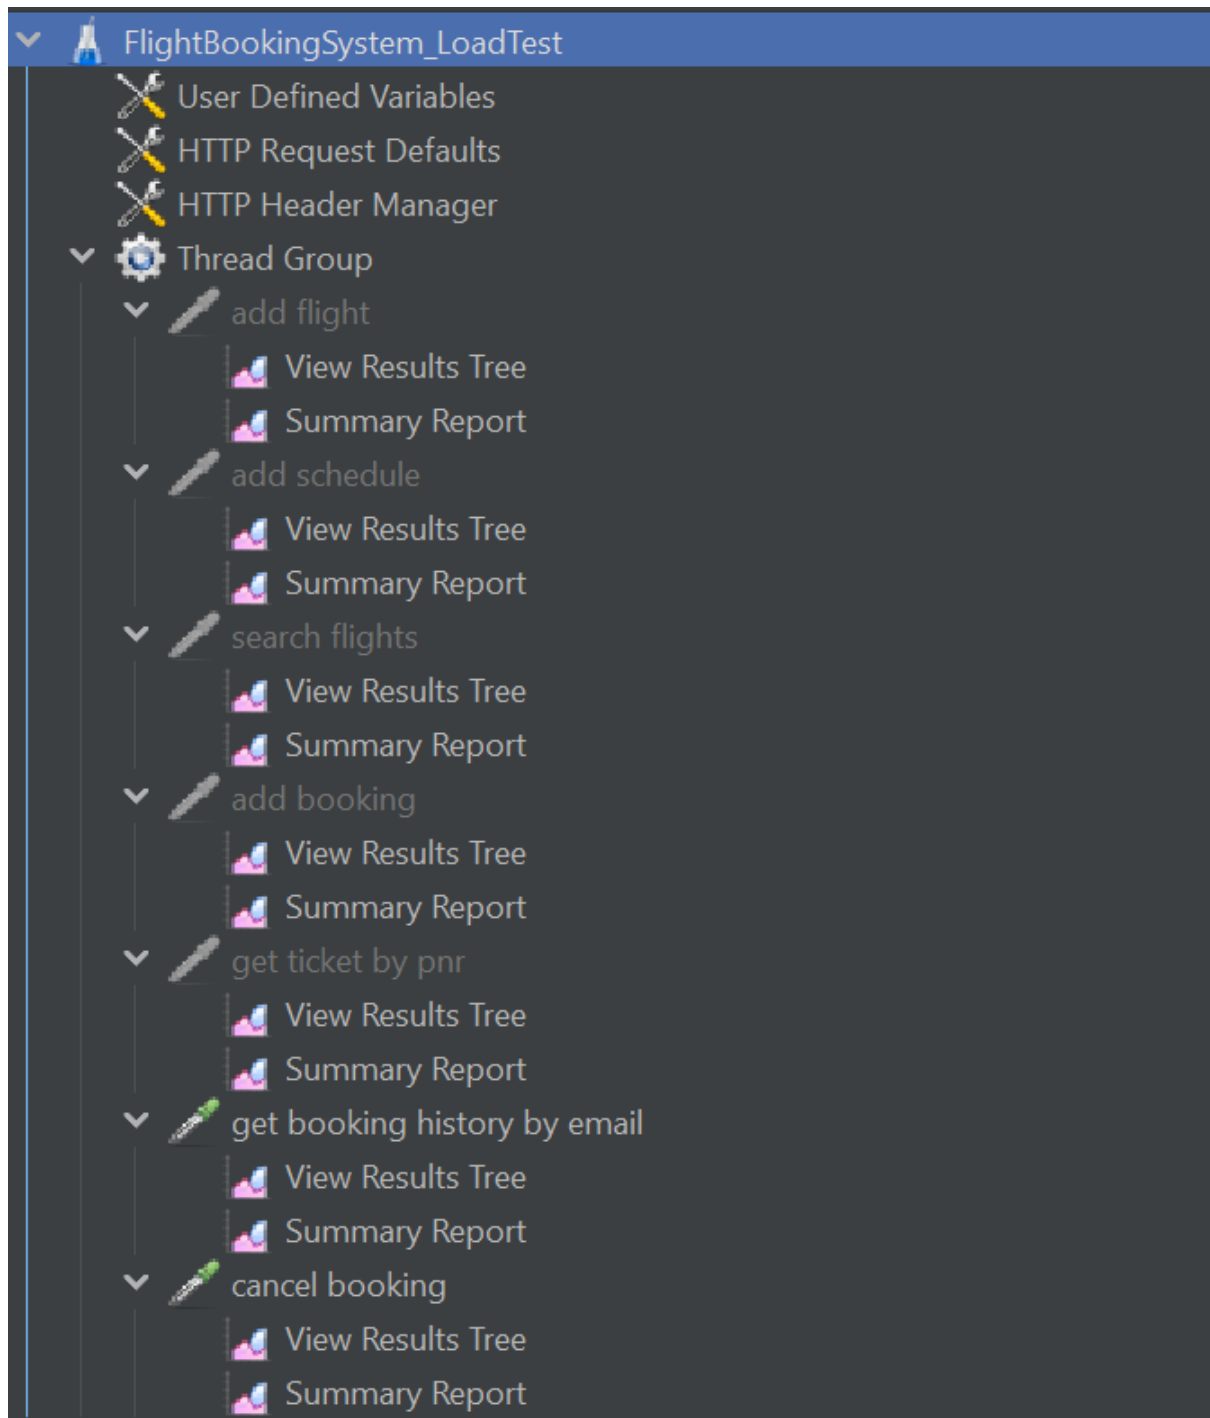 FlightBookingSystem_LoadTest
User Defined Variables
HTTP Request Defaults
HTTP Header Manager
Thread Group
add flight
View Results Tree
Summary Report
add schedule
View Results Tree
Summary Report
search flights
View Results Tree
Summary Report
add booking
View Results Tree
Summary Report
get ticket by pnr
View Results Tree
Summary Report
get booking history by email
View Results Tree
Summary Report
cancel booking
View Results Tree
Summary Report